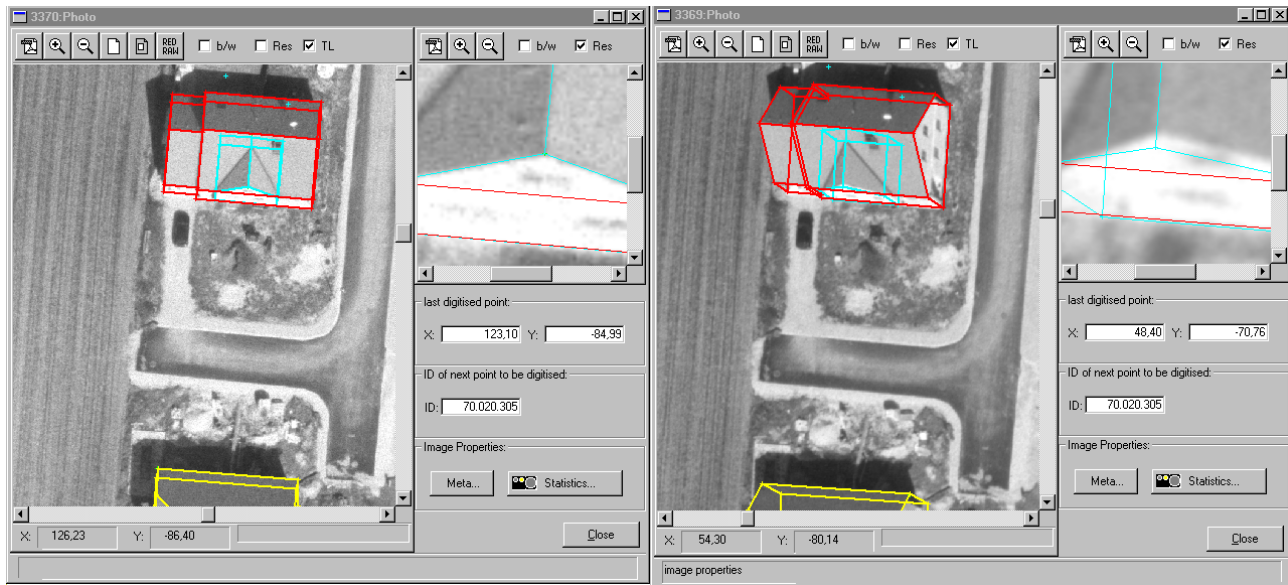 3370:Photo
RED RAW
b/w
Res
TL
b/w
Res
last digitised point:
X: 123,10 Y: -84,99
ID of next point to be digitised:
ID: 70.020.305
Image Properties:
Meta...
Statistics...
X: 126,23 Y: -86,40
Close
3369:Photo
RED RAW
b/w
Res
TL
b/w
Res
last digitised point:
X: 48,40 Y: -70,76
ID of next point to be digitised:
ID: 70.020.305
Image Properties:
Meta...
Statistics...
X: 54,30 Y: -80,14
Close
image properties